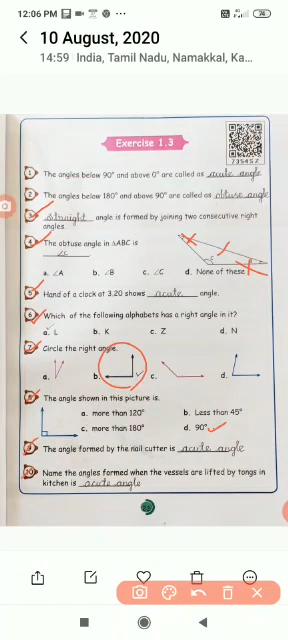 12:06 PM
74
10 August, 2020
14:59 India, Tamil Nadu, Namakkal, Ka...
Exercise 1.3
7354SZ
1 The angles below 90° and above 0° are called as acute angle
2 The angles below 180° and above 90° are called as obtuse angle
3 straight angle is formed by joining two consecutive right
angles.
4 The obtuse angle in △ABC is
∠C
a. ∠A b. ∠B c. ∠C d. None of these
5 Hand of a clock at 3.20 shows acute angle.
6 Which of the following alphabets has a right angle in it?
a. L b. K c. Z d. N
7 Circle the right angle.
a. b. c. d.
8 The angle shown in this picture is.
a. more than 120° b. Less than 45°
c. more than 180° d. 90°
9 The angle formed by the nail cutter is acute angle
10 Name the angles formed when the vessels are lifted by tongs in
kitchen is acute angle